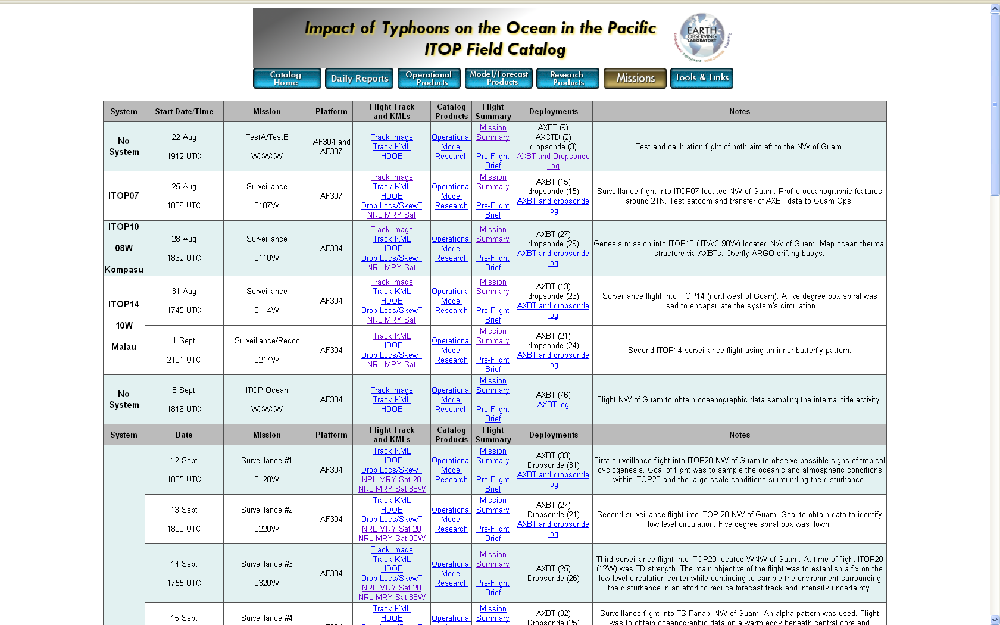 Impact of Typhoons on the Ocean in the Pacific
ITOP Field Catalog
EARTH
OBSERVING
LABORATORY
Catalog
Home
Daily Reports
Operational
Products
Model/Forecast
Products
Research
Products
Missions
Tools & Links
System
Start Date/Time
Mission
Platform
Flight Track
and KMLs
Catalog
Products
Flight
Summary
Deployments
Notes
No
System
22 Aug
1912 UTC
TestA/TestB
WXWXW
AF304 and
AF307
Track Image
Track KML
HDOB
Operational
Model
Research
Mission
Summary
Pre-Flight
Brief
AXBT (9)
AXCTD (2)
dropsonde (3)
AXBT and Dropsonde
Log
Test and calibration flight of both aircraft to the NW of Guam.
ITOP07
25 Aug
1806 UTC
Surveillance
0107W
AF307
Track Image
Track KML
HDOB
Drop Locs/SkewT
NRL MRY Sat
Operational
Model
Research
Mission
Summary
Pre-Flight
Brief
AXBT (15)
dropsonde (15)
AXBT and dropsonde
log
Surveillance flight into ITOP07 located NW of Guam. Profile oceanographic features
around 21N. Test satcom and transfer of AXBT data to Guam Ops.
ITOP10
08W
Kompasu
28 Aug
1832 UTC
Surveillance
0110W
AF304
Track Image
Track KML
HDOB
Drop Locs/SkewT
NRL MRY Sat
Operational
Model
Research
Mission
Summary
Pre-Flight
Brief
AXBT (27)
dropsonde (29)
AXBT and dropsonde
log
Genesis mission into ITOP10 (JTWC 98W) located NW of Guam. Map ocean thermal
structure via AXBTs. Overfly ARGO drifting buoys.
ITOP14
10W
Malau
31 Aug
1745 UTC
Surveillance
0114W
AF304
Track Image
Track KML
HDOB
Drop Locs/SkewT
NRL MRY Sat
Operational
Model
Research
Mission
Summary
Pre-Flight
Brief
AXBT (13)
dropsonde (26)
AXBT and dropsonde
log
Surveillance flight into ITOP14 (northwest of Guam). A five degree box spiral was
used to encapsulate the system's circulation.
1 Sept
2101 UTC
Surveillance/Recco
0214W
AF304
Track KML
HDOB
Drop Locs/SkewT
NRL MRY Sat
Operational
Model
Research
Mission
Summary
Pre-Flight
Brief
AXBT (21)
dropsonde (24)
AXBT and dropsonde
log
Second ITOP14 surveillance flight using an inner butterfly pattern.
No
System
8 Sept
1816 UTC
ITOP Ocean
WXWXW
AF304
Track Image
Track KML
HDOB
Operational
Model
Research
Mission
Summary
Pre-Flight
Brief
AXBT (76)
AXBT log
Flight NW of Guam to obtain oceanographic data sampling the internal tide activity.
System
Date
Mission
Platform
Flight Track
and KMLs
Catalog
Products
Flight
Summary
Deployments
Notes
12 Sept
1805 UTC
Surveillance #1
0120W
AF304
Track KML
HDOB
Drop Locs/SkewT
NRL MRY Sat 20
NRL MRY Sat 88W
Operational
Model
Research
Mission
Summary
Pre-Flight
Brief
AXBT (33)
Dropsonde (31)
AXBT and dropsonde
log
First surveillance flight into ITOP20 NW of Guam to observe possible signs of tropical
cyclogenesis. Goal of flight was to sample the oceanic and atmospheric conditions
within ITOP20 and the large-scale conditions surrounding the disturbance.
13 Sept
1800 UTC
Surveillance #2
0220W
AF304
Track KML
HDOB
Drop Locs/SkewT
NRL MRY Sat 20
NRL MRY Sat 88W
Operational
Model
Research
Mission
Summary
Pre-Flight
Brief
AXBT (27)
Dropsonde (21)
AXBT and dropsonde
log
Second surveillance flight into ITOP 20 NW of Guam. Goal to obtain data to identify
low level circulation. Five degree spiral box was flown.
14 Sept
1755 UTC
Surveillance #3
0320W
AF304
Track Image
Track KML
HDOB
Drop Locs/SkewT
NRL MRY Sat 20
NRL MRY Sat 88W
Operational
Model
Research
Mission
Summary
Pre-Flight
Brief
AXBT (25)
Dropsonde (26)
Third surveillance flight into ITOP20 located WNW of Guam. At time of flight ITOP20
(12W) was TD strength. The main objective of the flight was to establish a fix on the
low-level circulation center while continuing to sample the environment surrounding
the disturbance in an effort to reduce forecast track and intensity uncertainty.
15 Sept
Surveillance #4
Track KML
HDOB
Operational
Mission
Summary
AXBT (32)
Dropsonde (25)
Surveillance flight into TS Fanapi NW of Guam. An alpha pattern was used. Flight
was to obtain oceanographic data on a warm eddy beneath central core and